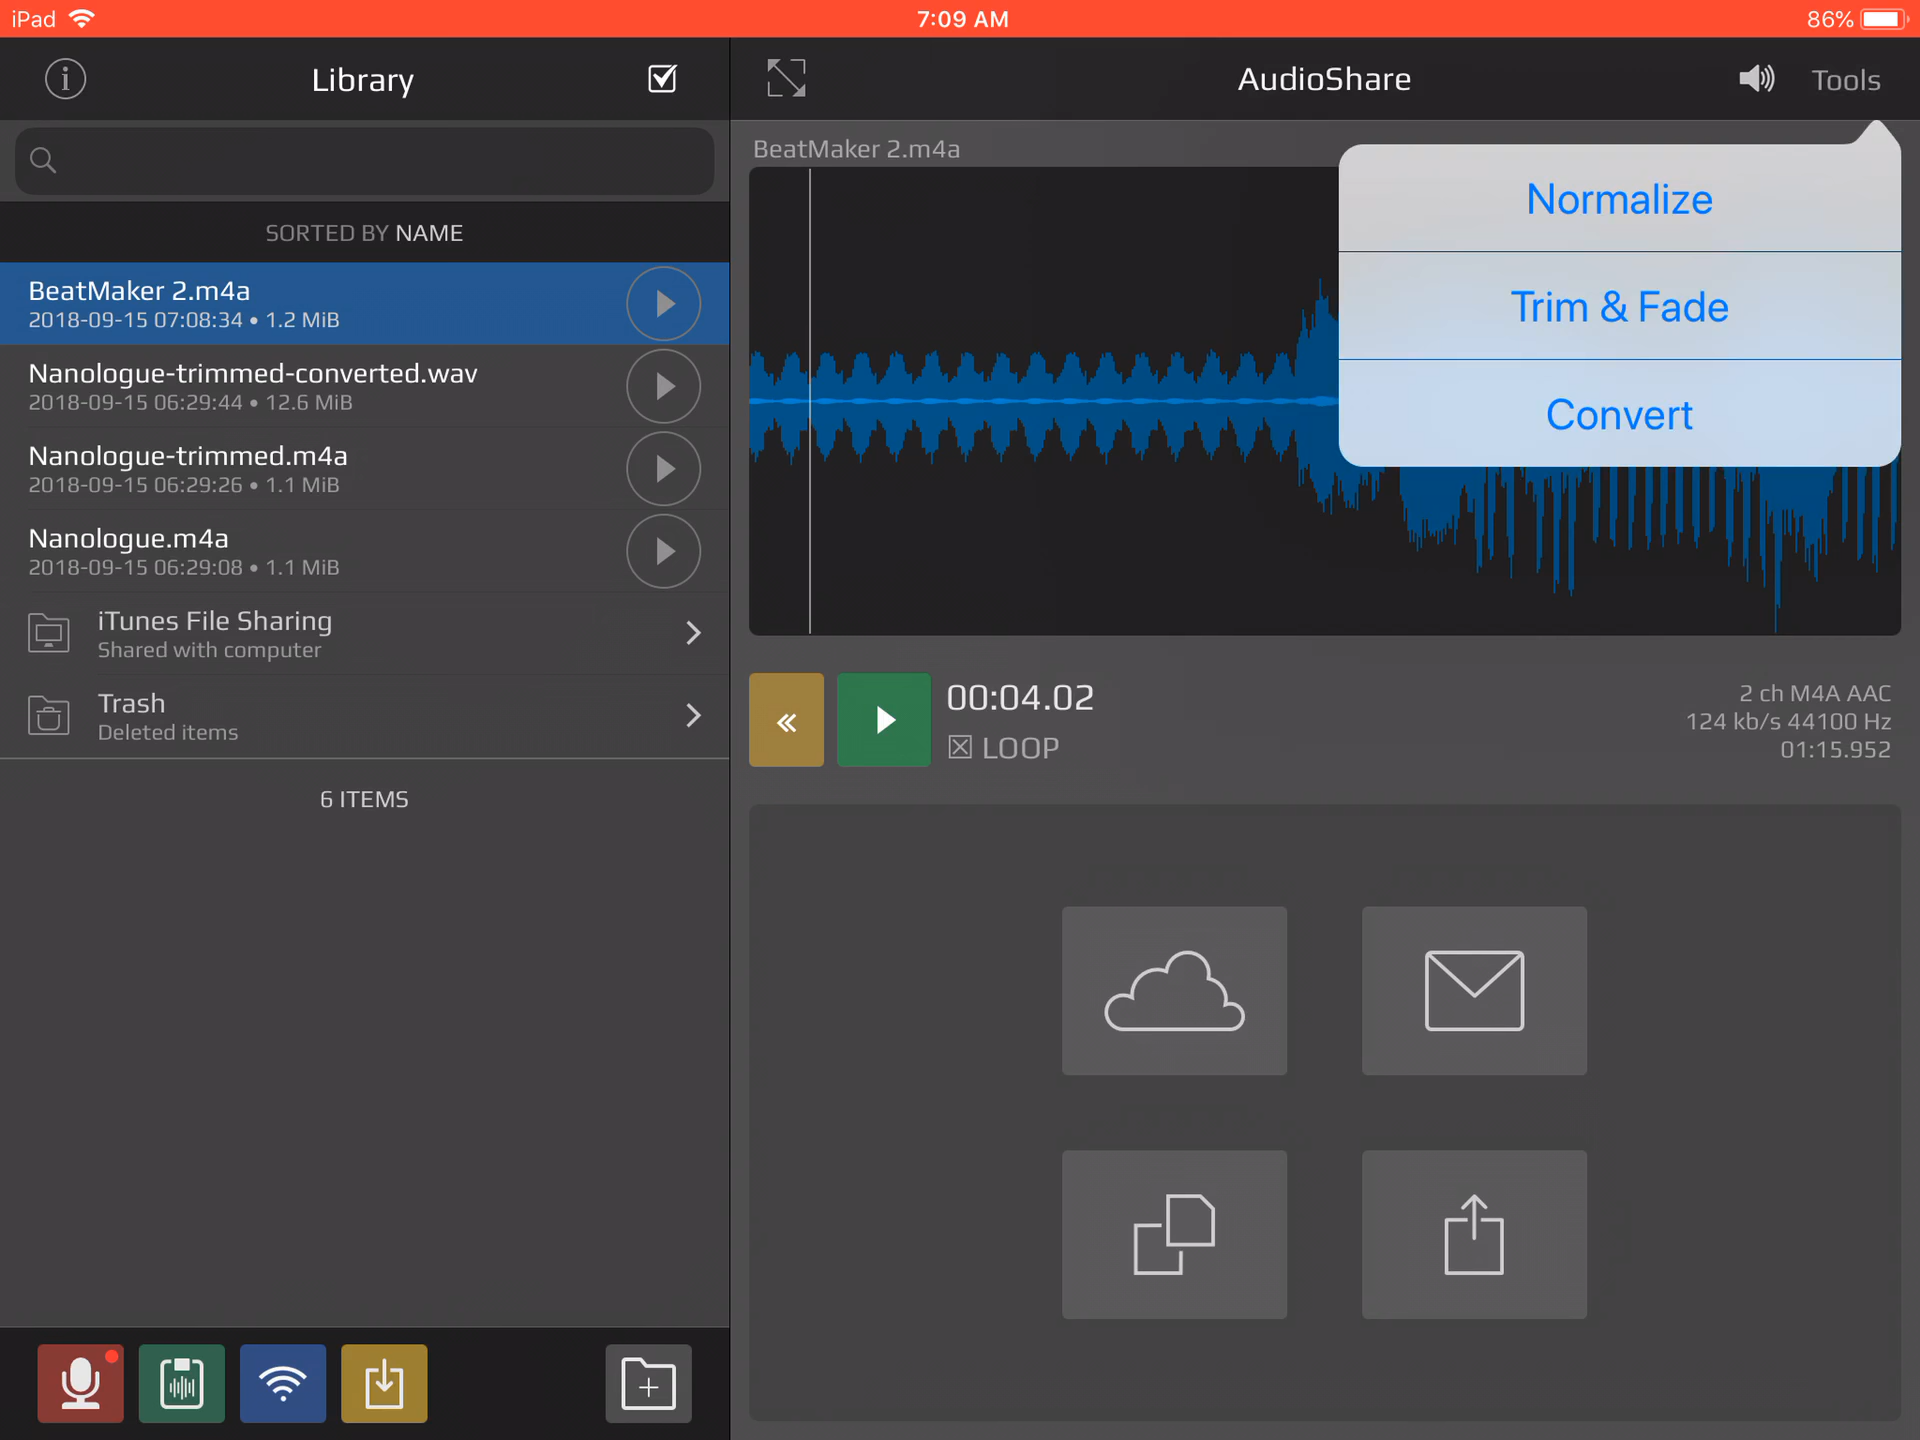 iPad
7:09 AM
86%
Library
AudioShare
Tools
SORTED BY NAME
BeatMaker 2.m4a
2018-09-15 07:08:34 • 1.2 MiB
Nanologue-trimmed-converted.wav
2018-09-15 06:29:44 • 12.6 MiB
Nanologue-trimmed.m4a
2018-09-15 06:29:26 • 1.1 MiB
Nanologue.m4a
2018-09-15 06:29:08 • 1.1 MiB
iTunes File Sharing
Shared with computer
Trash
Deleted items
6 ITEMS
BeatMaker 2.m4a
Normalize
Trim & Fade
Convert
00:04.02
LOOP
2 ch M4A AAC
124 kb/s 44100 Hz
01:15.952